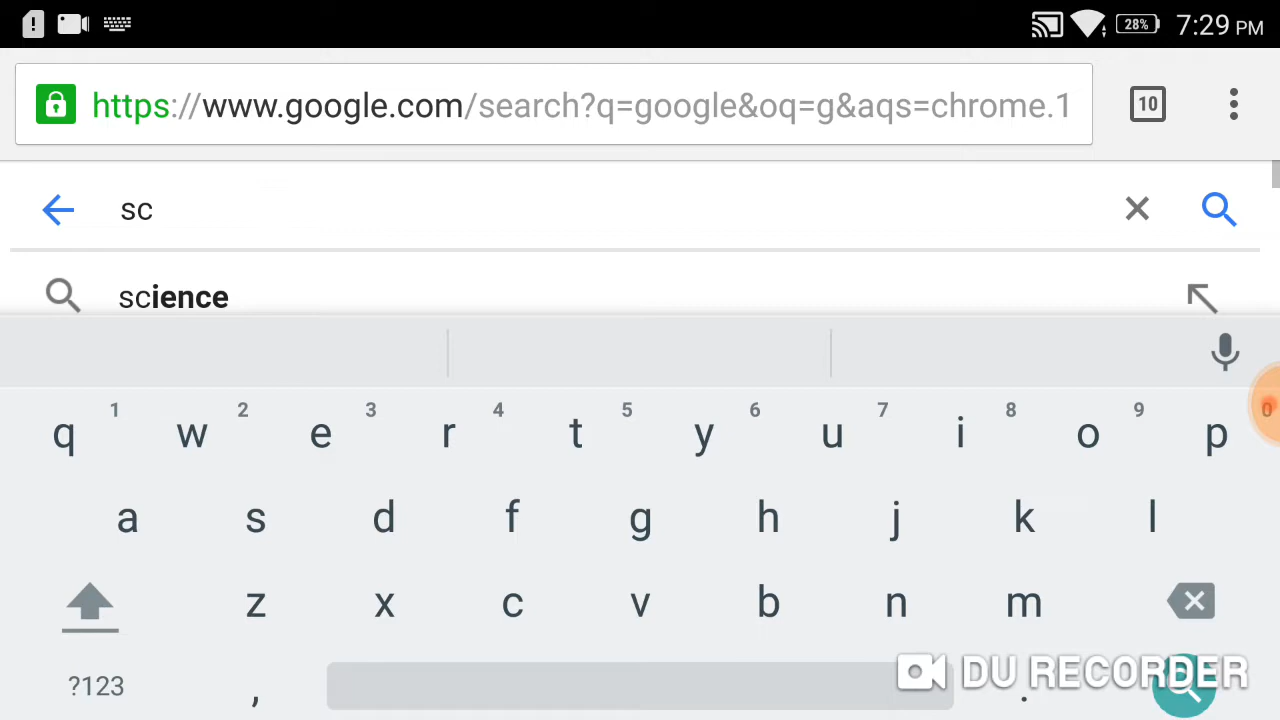 28% 7:29 PM
https://www.google.com/search?q=google&oq=g&aqs=chrome.1 10
sc
science
1 2 3 4 5 6 7 8 9 0
q w e r t y u i o p
a s d f g h j k l
z x c v b n m
?123 , .
DU RECORDER